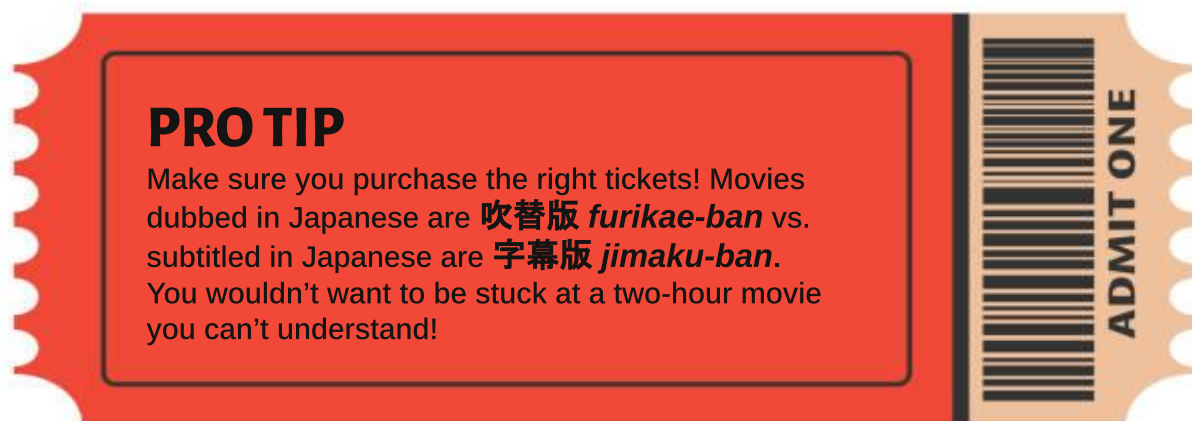 PRO TIP
Make sure you purchase the right tickets! Movies
dubbed in Japanese are 吹替版 furikae-ban vs.
subtitled in Japanese are 字幕版 jimaku-ban.
You wouldn't want to be stuck at a two-hour movie
you can't understand!
ADMIT ONE